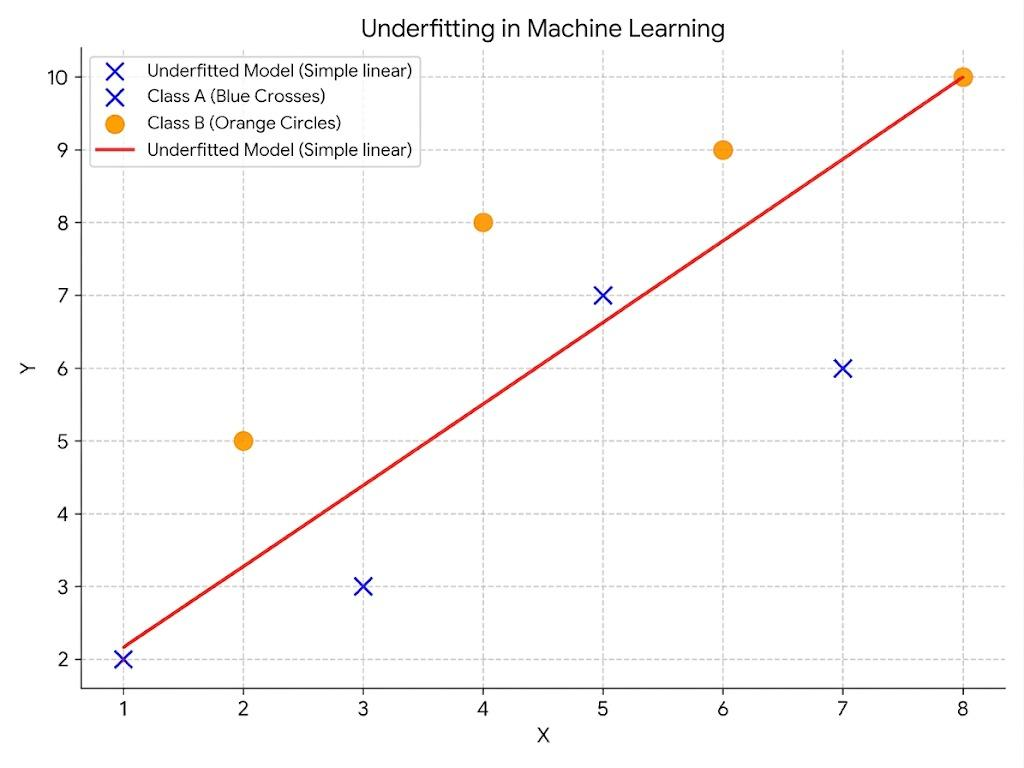 Underfitting in Machine Learning
Underfitted Model (Simple linear)
Class A (Blue Crosses)
Class B (Orange Circles)
Underfitted Model (Simple linear)
10
9
8
7
6
5
4
3
2
Y
1 2 3 4 5 6 7 8
X